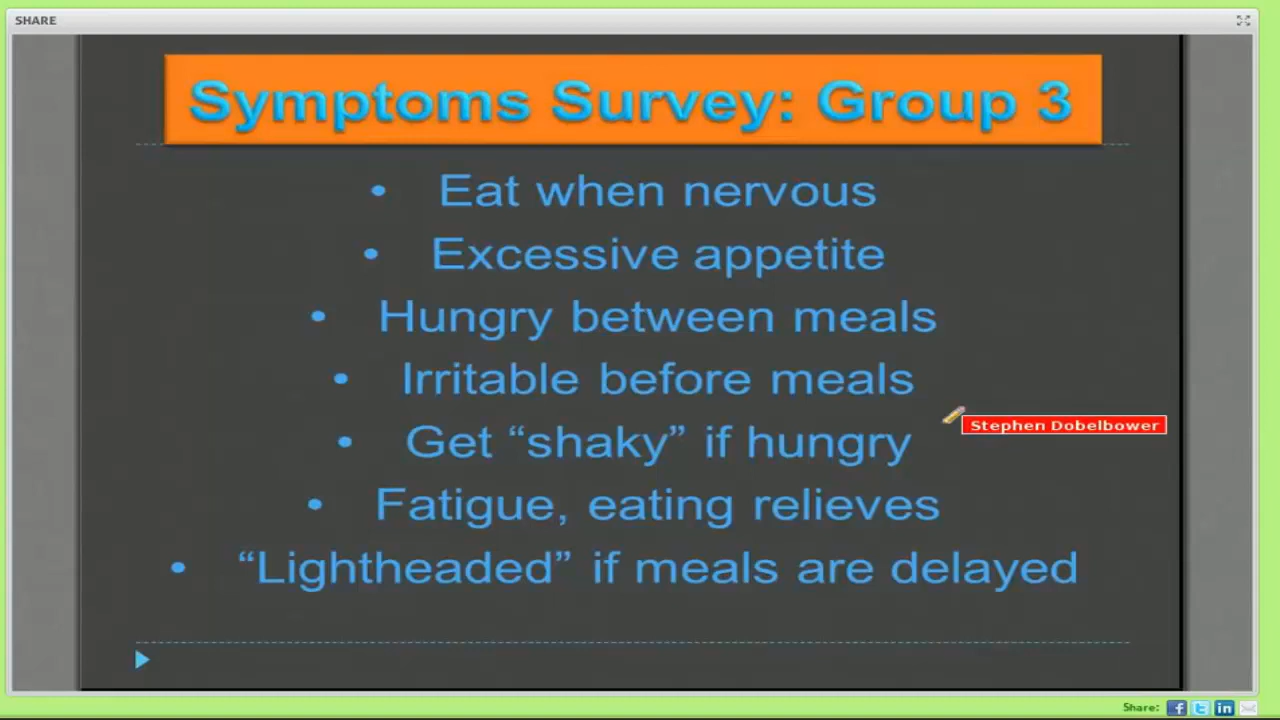 SHARE
Symptoms Survey: Group 3
• Eat when nervous
• Excessive appetite
• Hungry between meals
• Irritable before meals
Stephen Dobelbower
• Get “shaky” if hungry
• Fatigue, eating relieves
• “Lightheaded” if meals are delayed
Share: